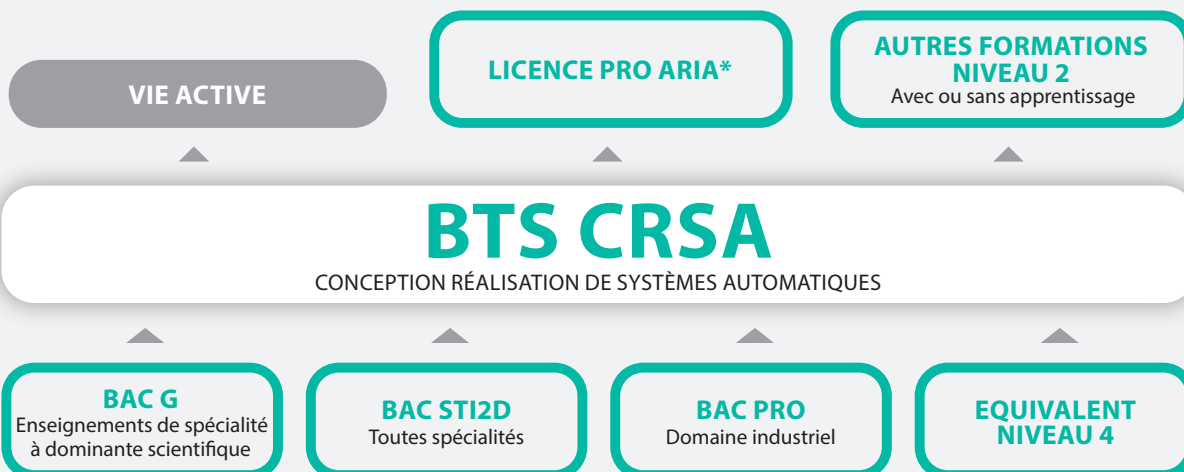 VIE ACTIVE
LICENCE PRO ARIA*
AUTRES FORMATIONS
NIVEAU 2
Avec ou sans apprentissage
BTS CRSA
CONCEPTION RÉALISATION DE SYSTÈMES AUTOMATIQUES
BAC G
Enseignements de spécialité
à dominante scientifique
BAC STI2D
Toutes spécialités
BAC PRO
Domaine industriel
EQUIVALENT
NIVEAU 4